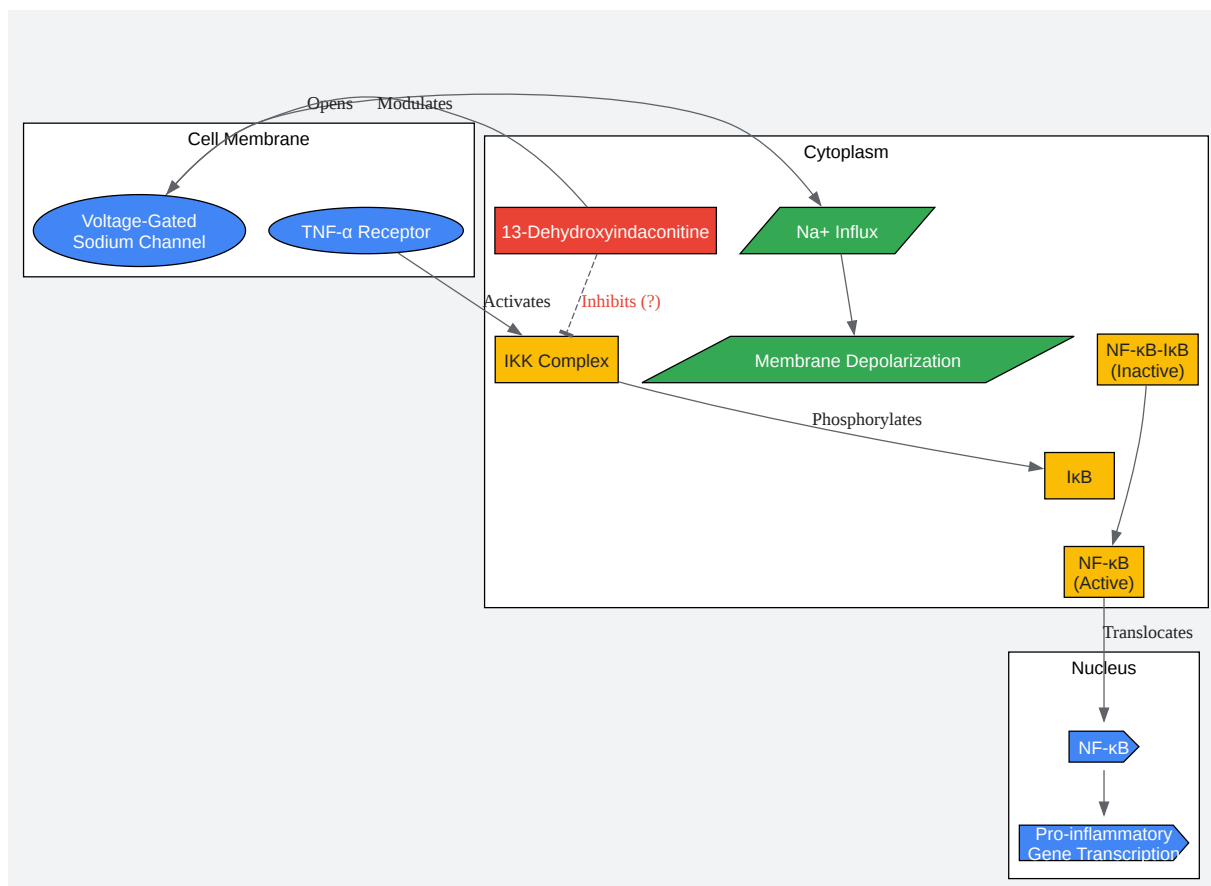 Opens
Modulates
Cell Membrane
Cytoplasm
Voltage-Gated
Sodium Channel
TNF-α Receptor
13-Dehydroxyindaconitine
Na+ Influx
Activates
Inhibits (?)
IKK Complex
Membrane Depolarization
NF-κB-IκB
(Inactive)
Phosphorylates
IκB
NF-κB
(Active)
Translocates
Nucleus
NF-κB
Pro-inflammatory
Gene Transcription